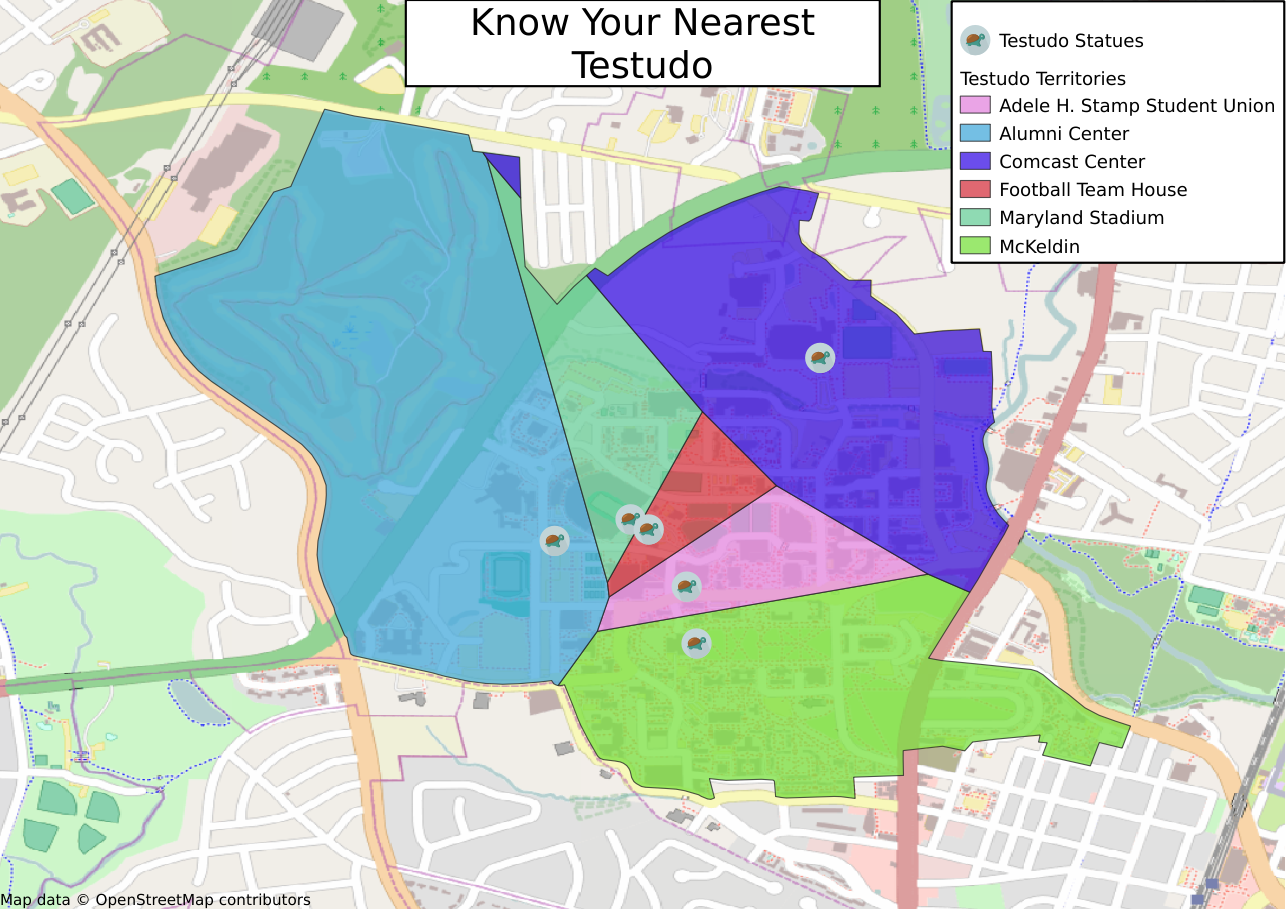 Know Your Nearest
Testudo
Testudo Statues
Testudo Territories
Adele H. Stamp Student Union
Alumni Center
Comcast Center
Football Team House
Maryland Stadium
McKeldin
Map data © OpenStreetMap contributors